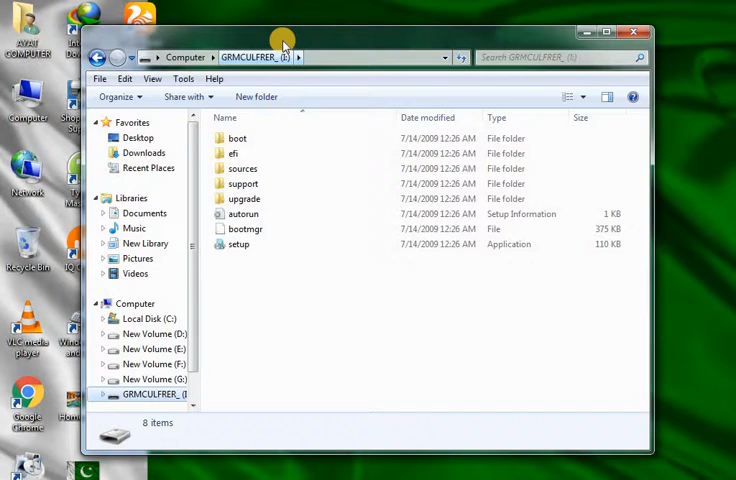 AYAT
COMPUTER
Computer
Network
Recycle Bin
VLC media
player
Google
Chrome
Computer
GRMCULFRER_ (I:)
Search GRMCULFRER_ (I:)
File Edit View Tools Help
Organize Share with New folder
Name Date modified Type Size
boot 7/14/2009 12:26 AM File folder
efi 7/14/2009 12:26 AM File folder
sources 7/14/2009 12:26 AM File folder
support 7/14/2009 12:26 AM File folder
upgrade 7/14/2009 12:26 AM File folder
autorun 7/14/2009 12:26 AM Setup Information 1 KB
bootmgr 7/14/2009 12:26 AM File 375 KB
setup 7/14/2009 12:26 AM Application 110 KB
Favorites
Desktop
Downloads
Recent Places
Libraries
Documents
Music
New Library
Pictures
Videos
Computer
Local Disk (C:)
New Volume (D:)
New Volume (E:)
New Volume (F:)
New Volume (G:)
GRMCULFRER_ (I
8 items